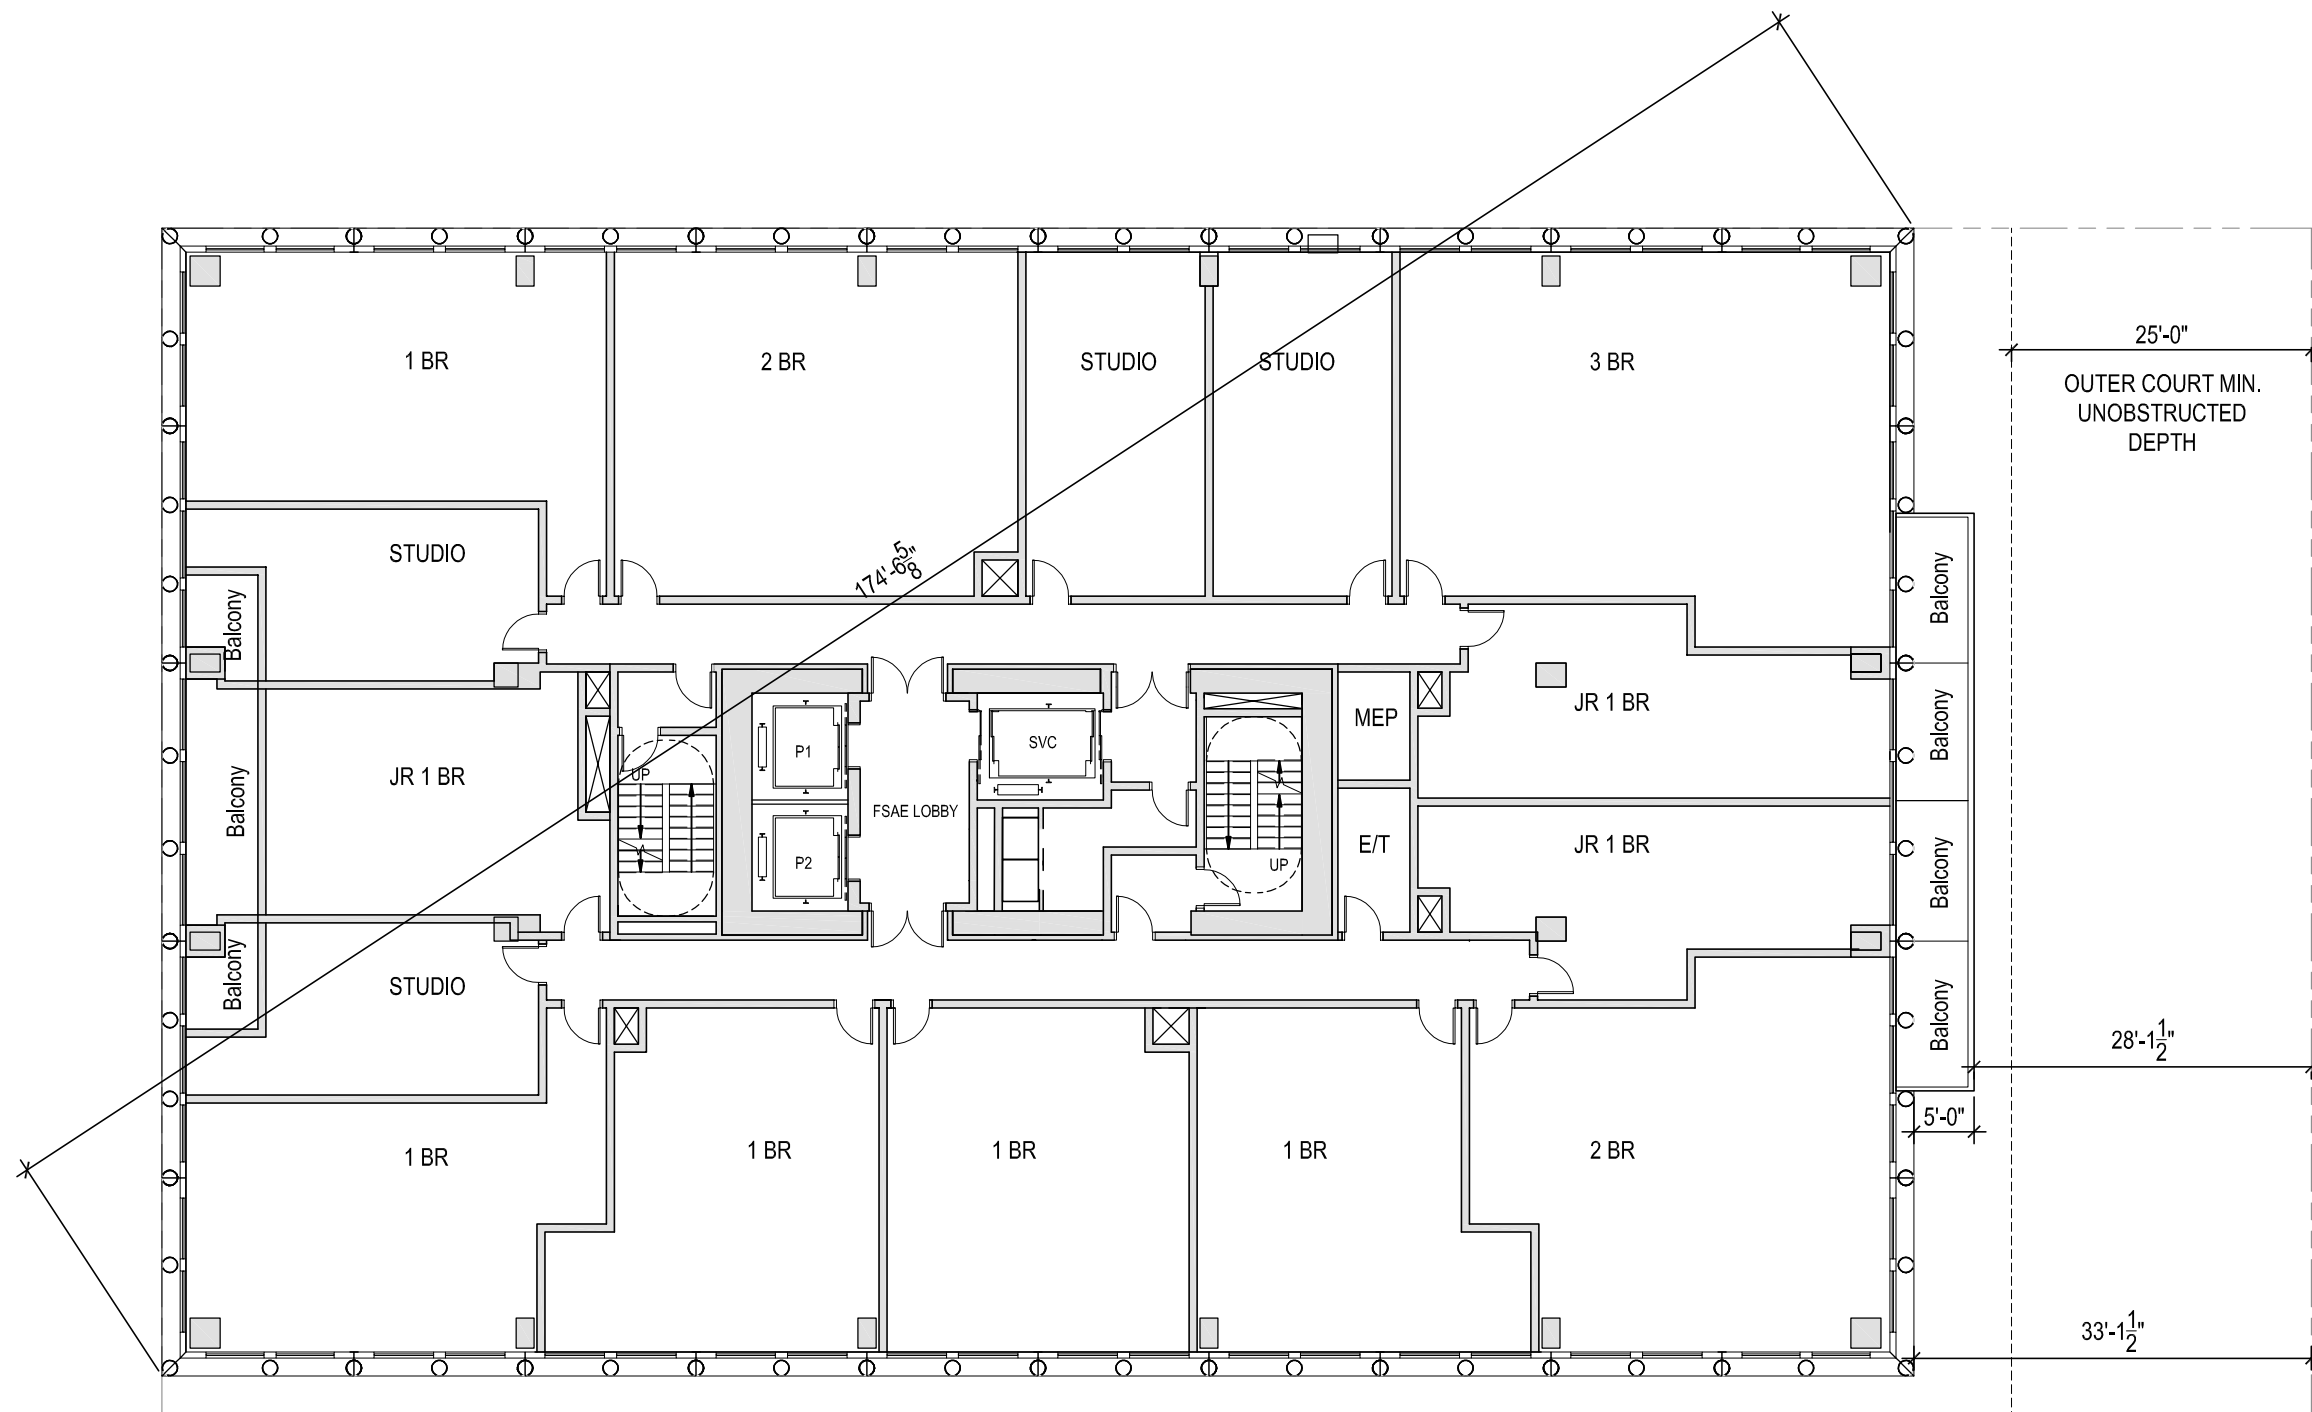 25'-0"
OUTER COURT MIN.
UNOBSTRUCTED
DEPTH
1 BR
2 BR
STUDIO
STUDIO
3 BR
STUDIO
174'-6 5/8"
Balcony
Balcony
JR 1 BR
MEP
Balcony
P1
SVC
UP
JR 1 BR
Balcony
FSAE LOBBY
E/T
JR 1 BR
P2
UP
Balcony
Balcony
STUDIO
Balcony
28'-1 1/2"
5'-0"
1 BR
1 BR
1 BR
1 BR
2 BR
33'-1 1/2"